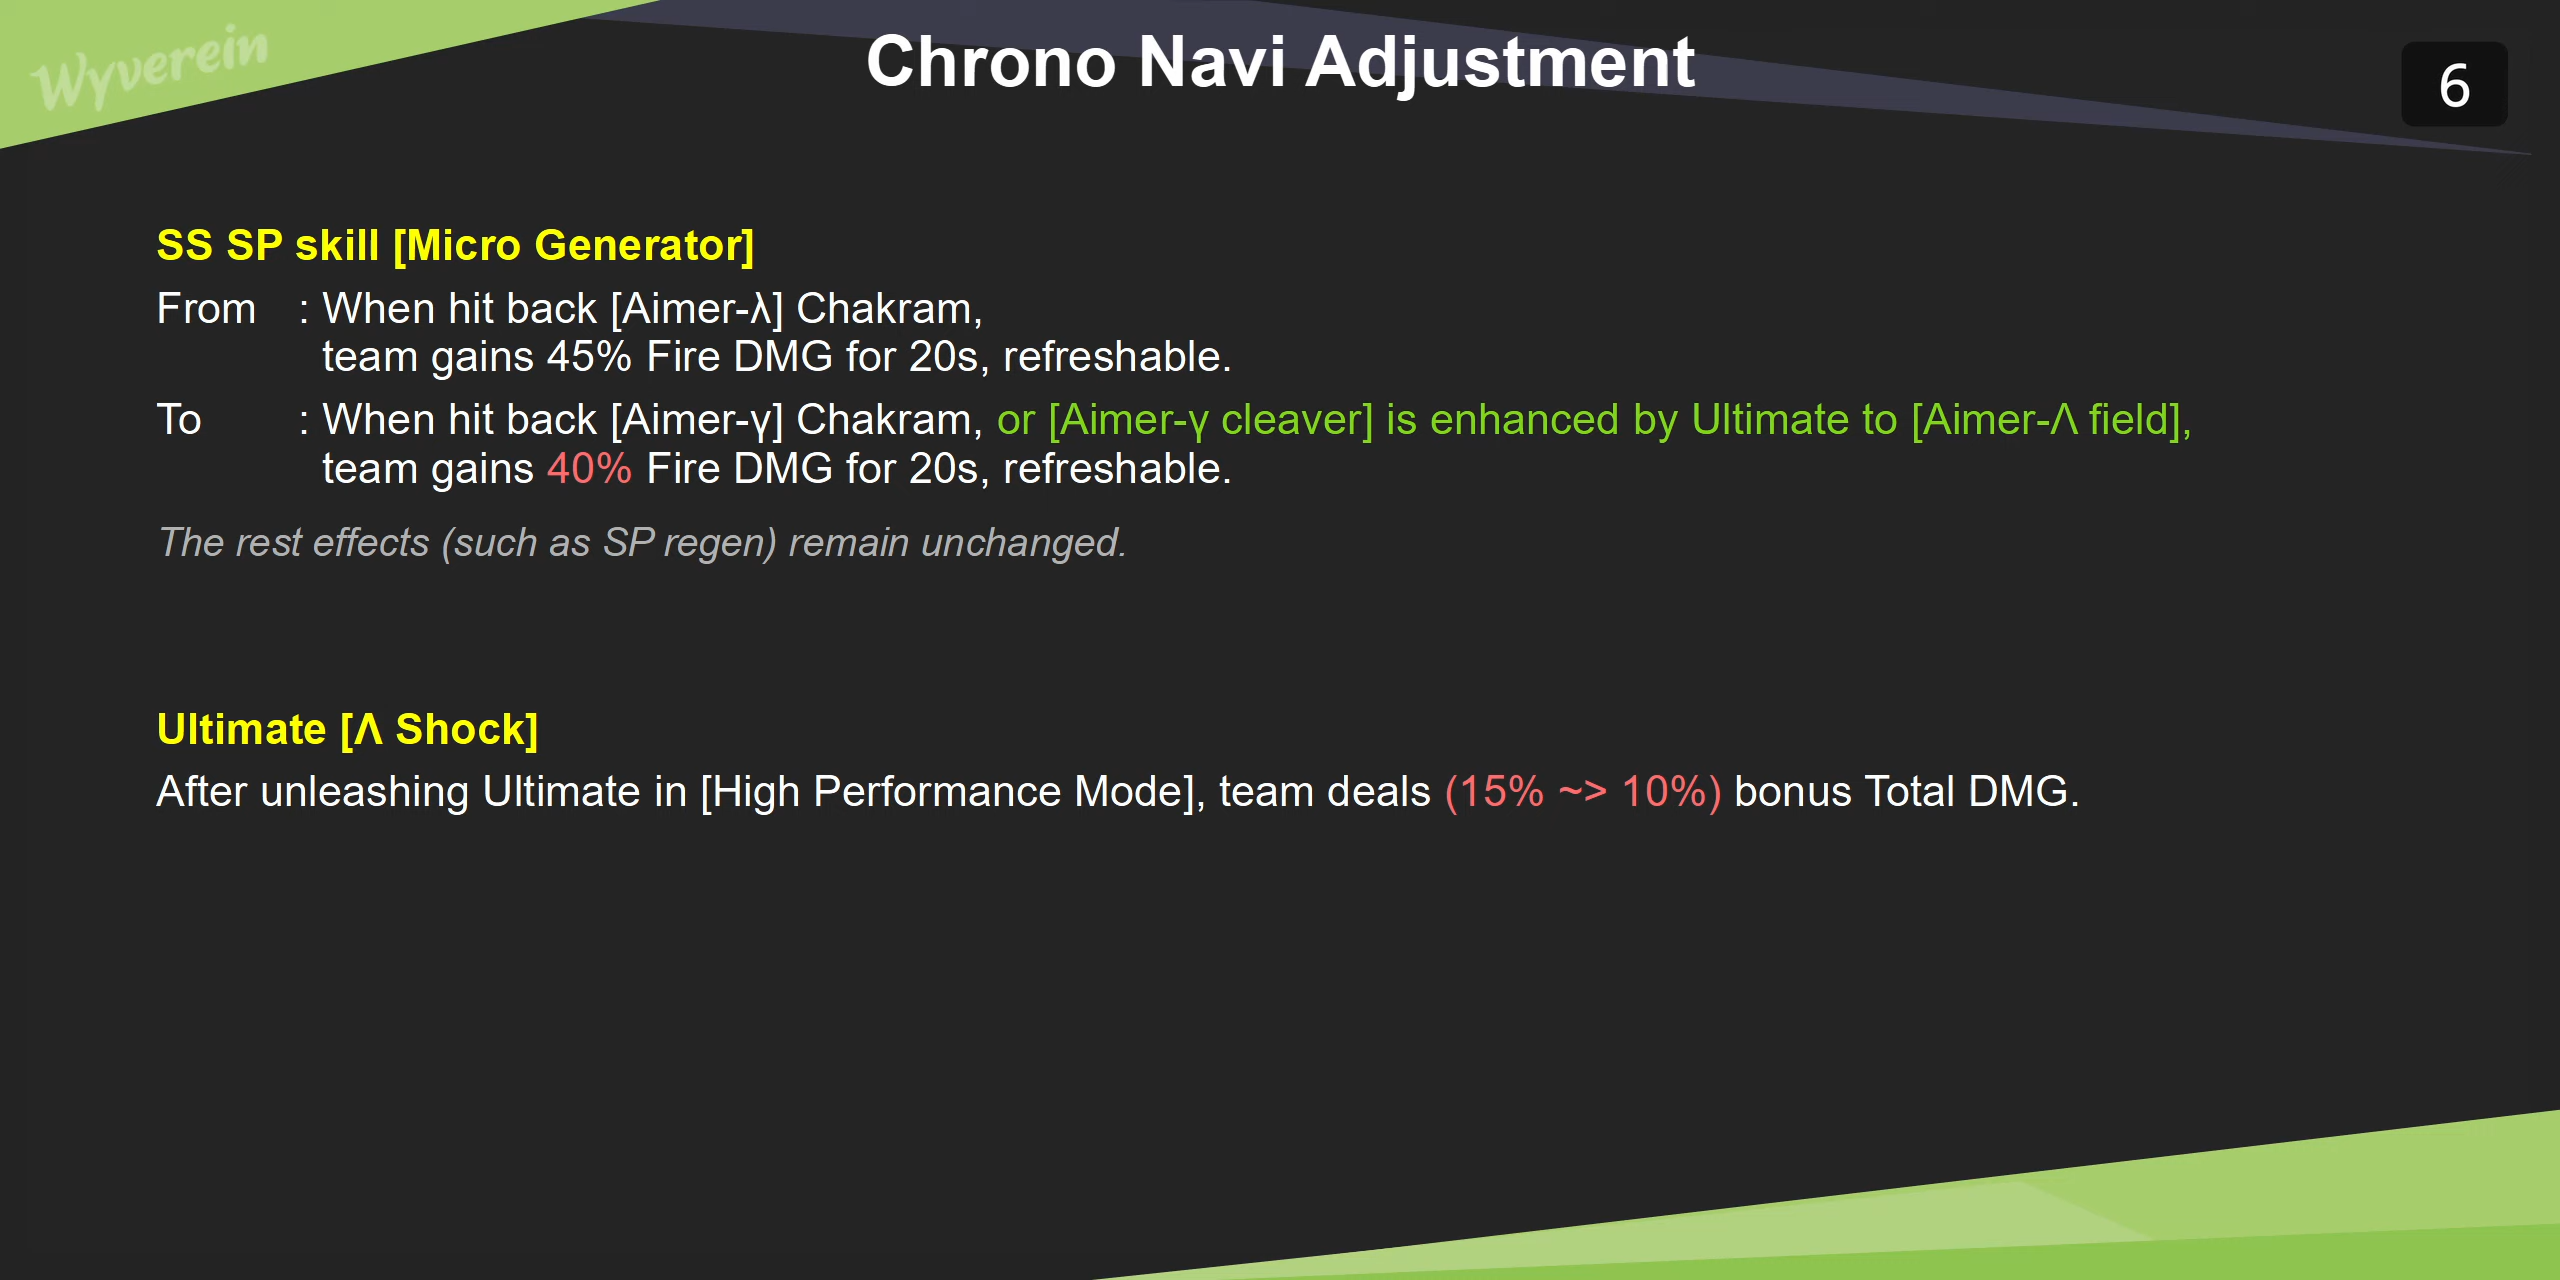 Wyverein
Chrono Navi Adjustment
6
SS SP skill [Micro Generator]
From : When hit back [Aimer-λ] Chakram,
team gains 45% Fire DMG for 20s, refreshable.
To : When hit back [Aimer-γ] Chakram, or [Aimer-γ cleaver] is enhanced by Ultimate to [Aimer-Λ field],
team gains 40% Fire DMG for 20s, refreshable.
The rest effects (such as SP regen) remain unchanged.
Ultimate [Λ Shock]
After unleashing Ultimate in [High Performance Mode], team deals (15% ~> 10%) bonus Total DMG.